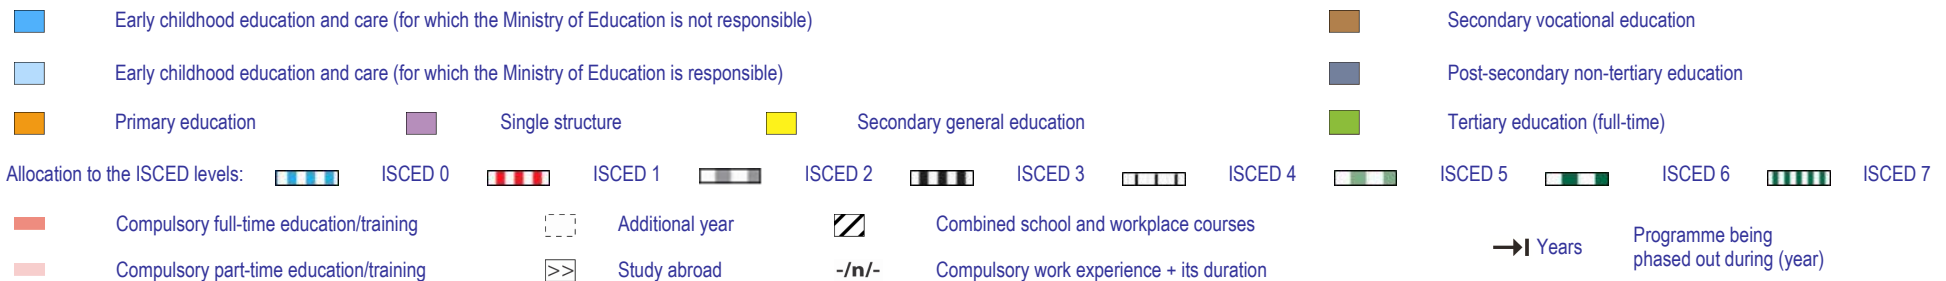 Early childhood education and care (for which the Ministry of Education is not responsible)
Secondary vocational education
Early childhood education and care (for which the Ministry of Education is responsible)
Post-secondary non-tertiary education
Primary education
Single structure
Secondary general education
Tertiary education (full-time)
Allocation to the ISCED levels: ISCED 0 ISCED 1 ISCED 2 ISCED 3 ISCED 4 ISCED 5 ISCED 6 ISCED 7
Compulsory full-time education/training
Additional year
Combined school and workplace courses
Years
Programme being
phased out during (year)
Compulsory part-time education/training
>> Study abroad
-/n/- Compulsory work experience + its duration